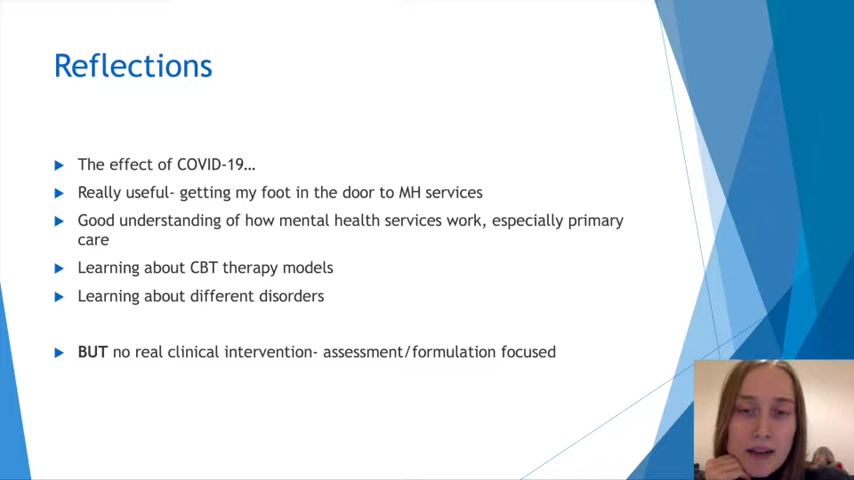 Reflections
The effect of COVID-19…
Really useful- getting my foot in the door to MH services
Good understanding of how mental health services work, especially primary
care
Learning about CBT therapy models
Learning about different disorders
BUT no real clinical intervention- assessment/formulation focused